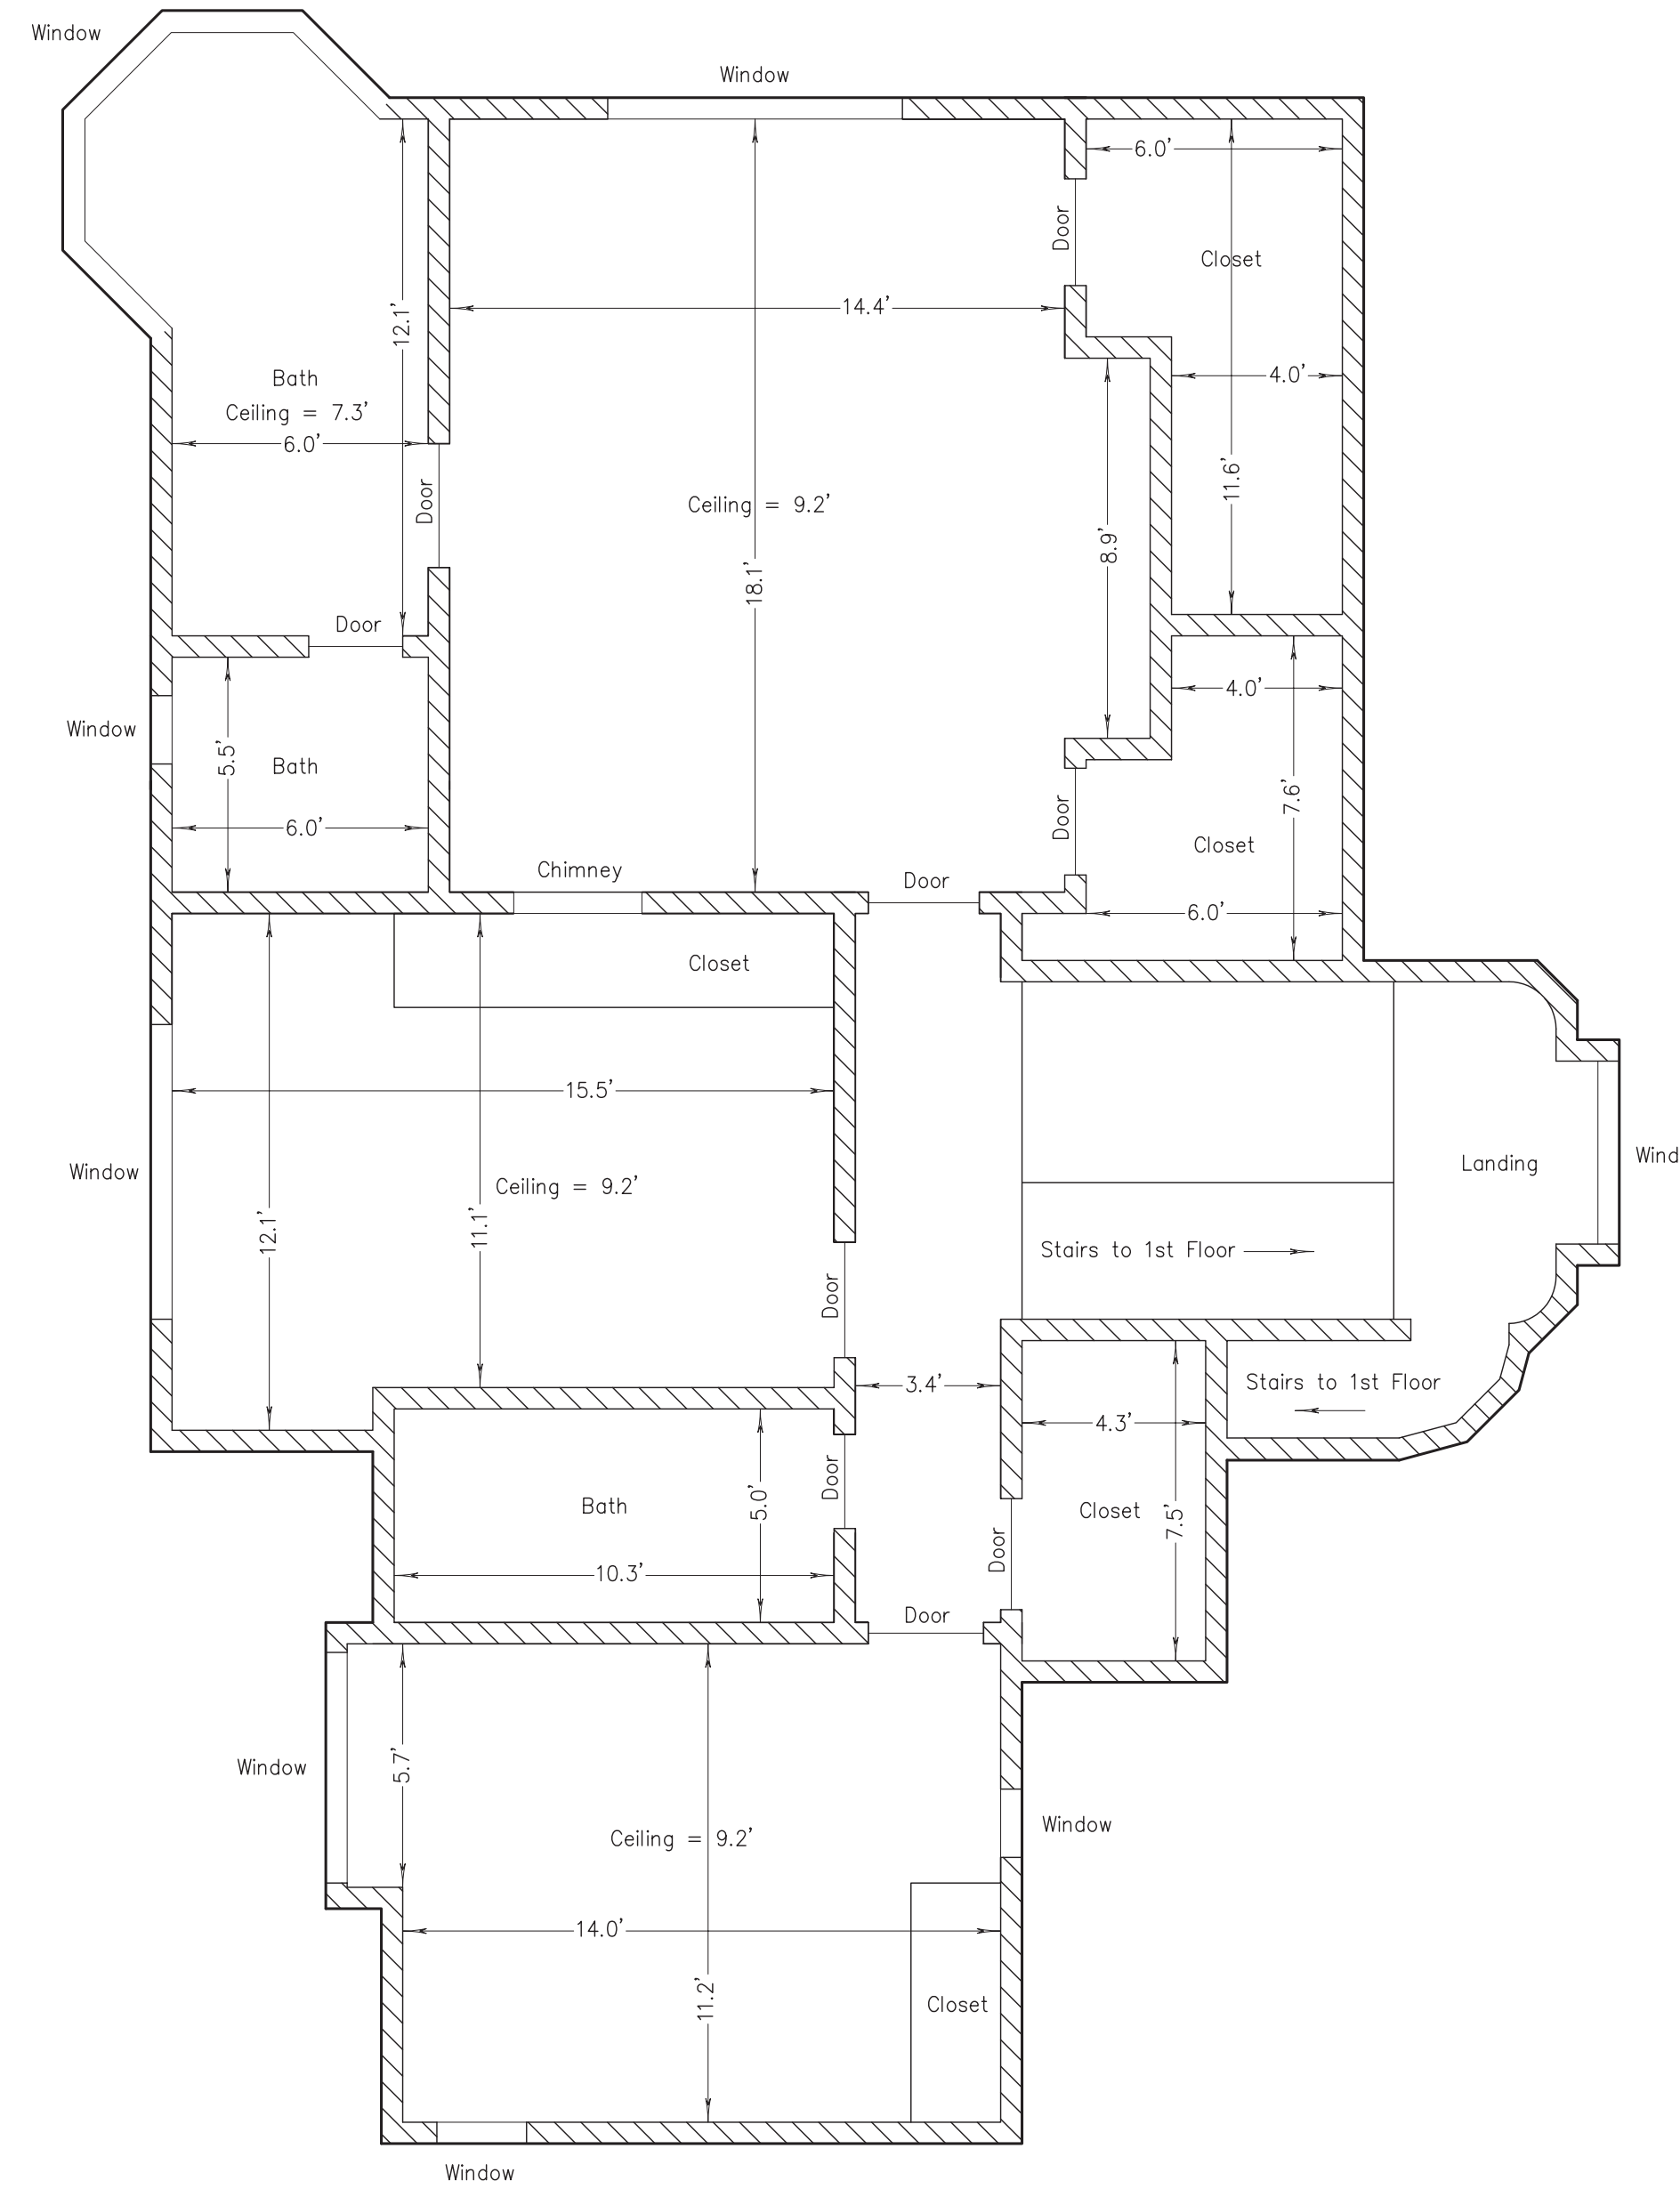 Window
Window
6.0'
Door
Closet
14.4'
12.1'
Bath
4.0'
Ceiling = 7.3'
6.0'
11.6'
Door
Ceiling = 9.2'
8.9'
18.1'
Door
4.0'
Window
5.5'
Bath
7.6'
Door
6.0'
Closet
Chimney
Door
6.0'
Closet
15.5'
Wind
Landing
Window
Ceiling = 9.2'
11.1'
12.1'
Stairs to 1st Floor
Door
3.4'
Stairs to 1st Floor
4.3'
Door
Bath
5.0'
Closet
7.5'
Door
10.3'
Door
5.7'
Window
Window
Ceiling = 9.2'
14.0'
11.2'
Closet
Window